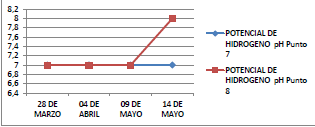 8,2
8
7,8
7,6
7,4
7,2
7
6,8
6,6
6,4
28 DE MARZO
04 DE ABRIL
09 DE MAYO
14 DE MAYO
POTENCIAL DE
HIDROGENO pH Punto
7
POTENCIAL DE
HIDROGENO pH Punto
8